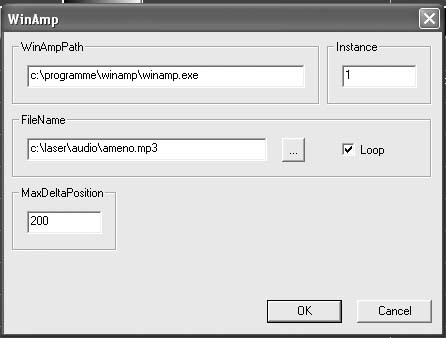 WinAmp
WinAmpPath
Instance
c:\programme\winamp\winamp.exe
1
FileName
c:\laser\audio\ameno.mp3
...
Loop
MaxDeltaPosition
200
OK
Cancel